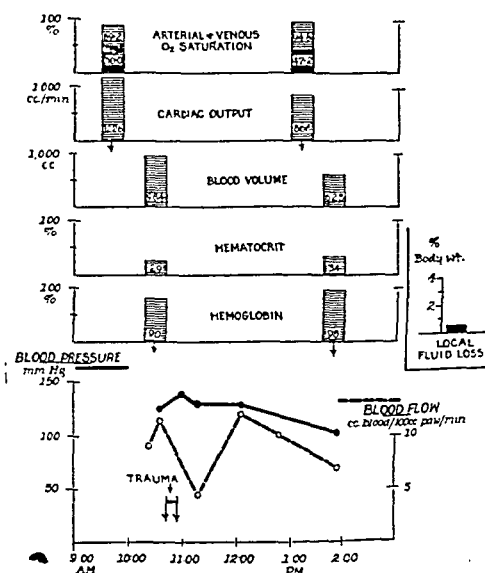 100
%
ARTERIAL & VENOUS
O₂ SATURATION
1,000
cc/min
CARDIAC OUTPUT
1,000
cc
BLOOD VOLUME
100
%
HEMATOCRIT
29
34
100
%
HEMOGLOBIN
90
98
%
Body Wt.
4
2
LOCAL
FLUID LOSS
BLOOD PRESSURE
mm Hg
BLOOD FLOW
cc blood/100cc paw/min
150
100
50
10
5
TRAUMA
9:00
AM
11:00
12:00
1:00
PM
2:00